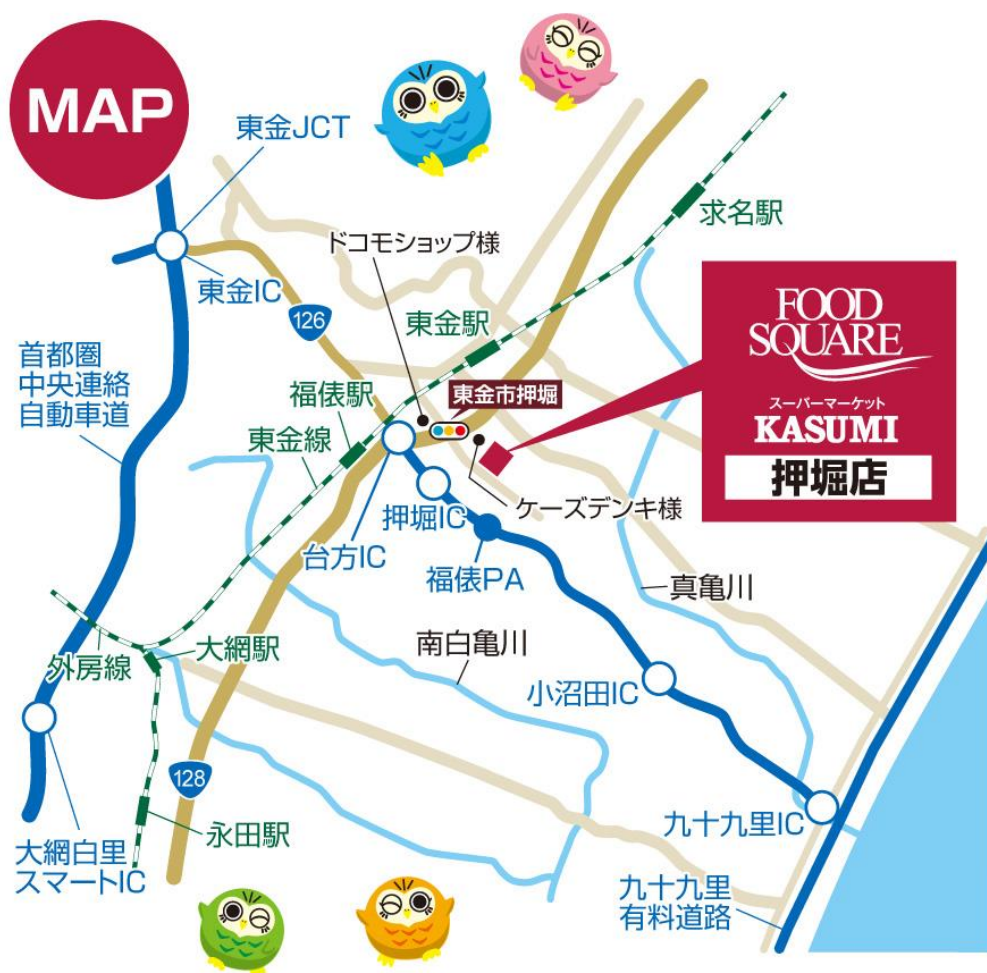 MAP
東金JCT
東金IC
ドコモショップ様
求名駅
126
東金駅
首都圏
中央連絡
自動車道
福俵駅
東金市押堀
東金線
FOOD
SQUARE
スーパーマーケット
KASUMI
押堀店
押堀IC
ケーズデンキ様
台方IC
福俵PA
真亀川
南白亀川
大網駅
外房線
小沼田IC
128
永田駅
九十九里IC
大網白里
スマートIC
九十九里
有料道路